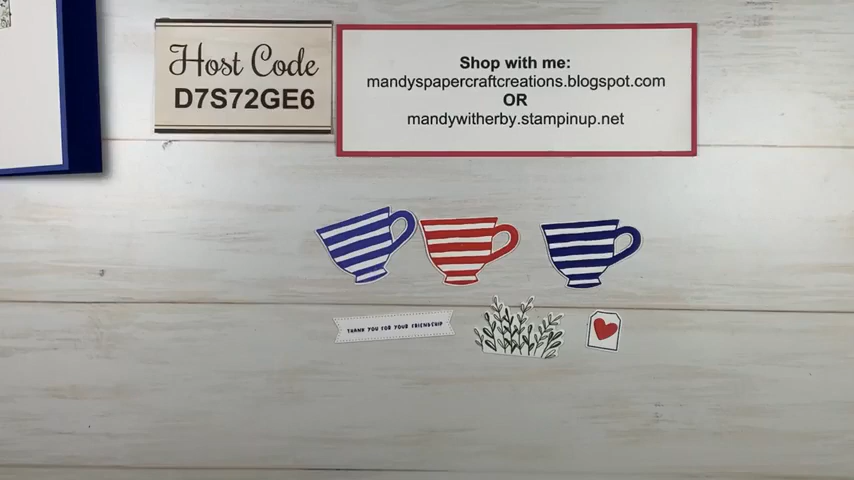 Host Code
D7S72GE6
Shop with me:
mandyspapercraftcreations.blogspot.com
OR
mandywitherby.stampinup.net
THANK YOU FOR YOUR FRIENDSHIP